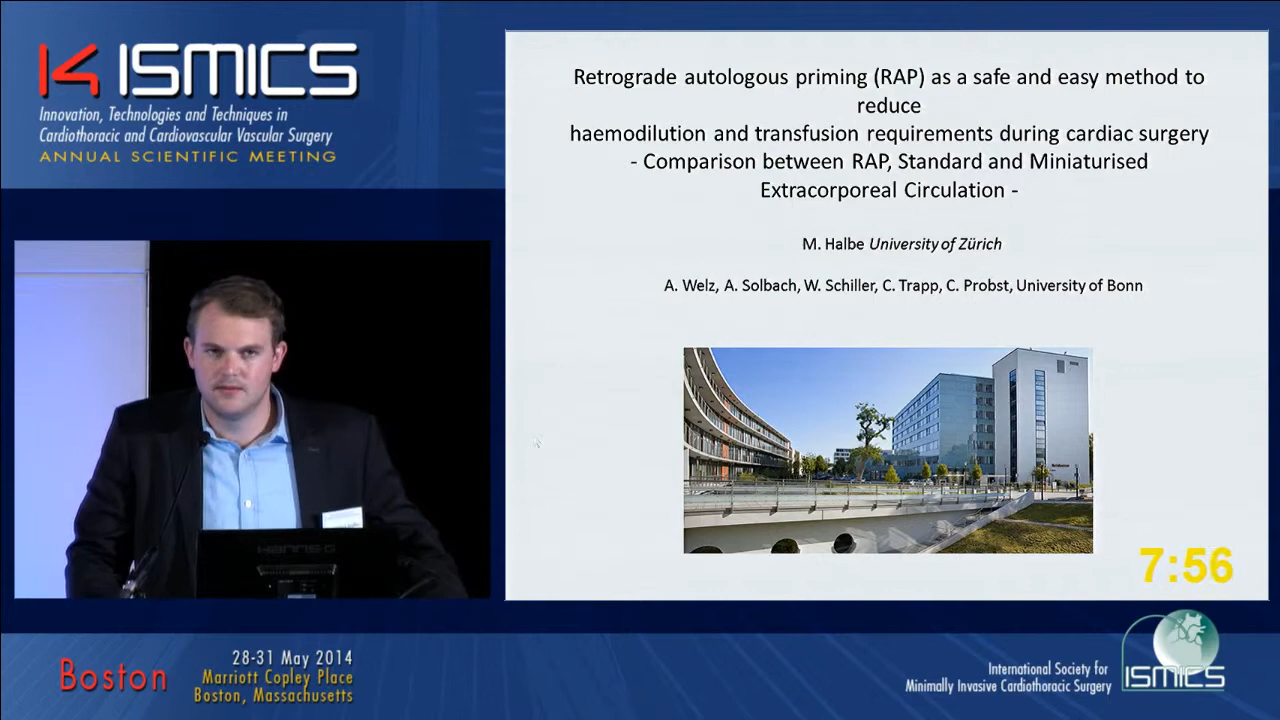 14 ISMICS
Innovation, Technologies and Techniques in
Cardiothoracic and Cardiovascular Vascular Surgery
ANNUAL SCIENTIFIC MEETING
Retrograde autologous priming (RAP) as a safe and easy method to
reduce
haemodilution and transfusion requirements during cardiac surgery
- Comparison between RAP, Standard and Miniaturised
Extracorporeal Circulation -
M. Halbe University of Zürich
A. Welz, A. Solbach, W. Schiller, C. Trapp, C. Probst, University of Bonn
HANNS-G
7:56
Boston
28-31 May 2014
Marriott Copley Place
Boston, Massachusetts
International Society for
Minimally Invasive Cardiothoracic Surgery
ISMICS